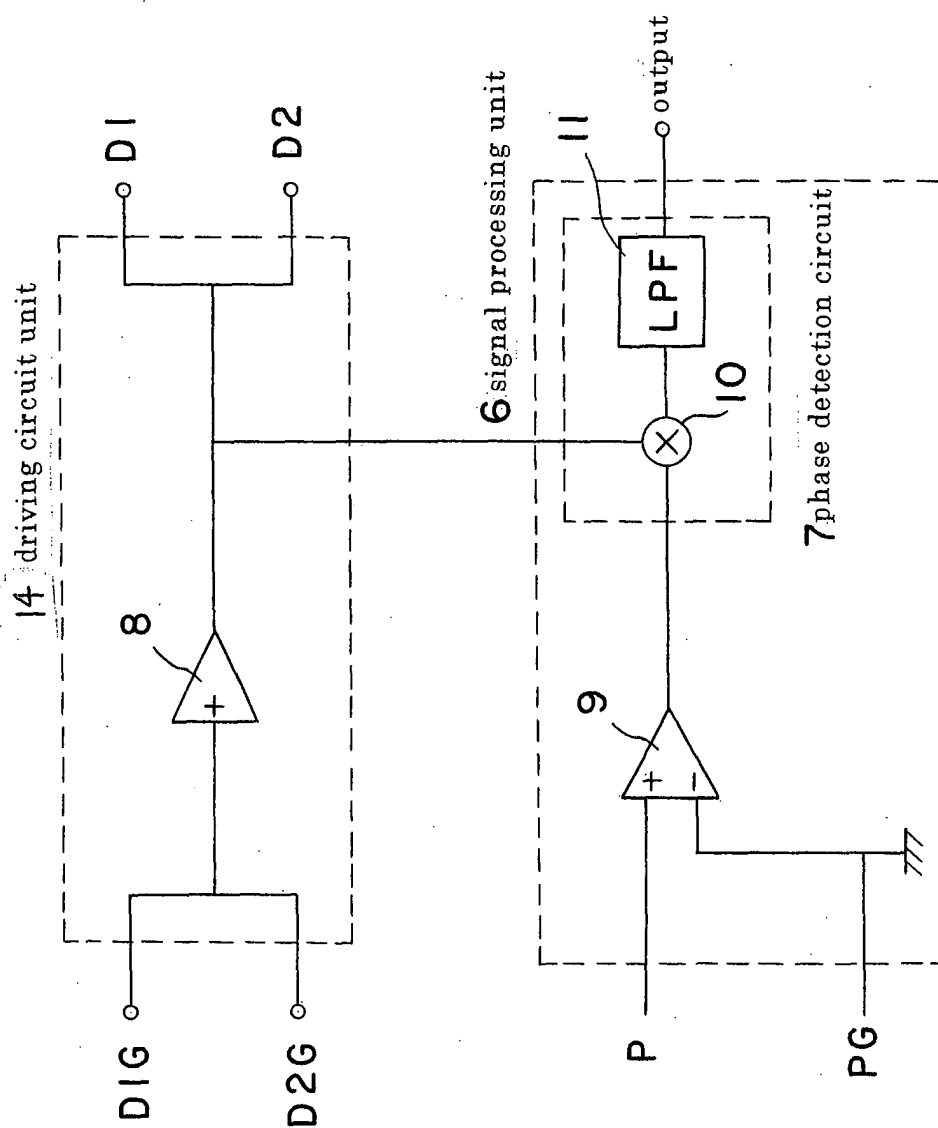 14 driving circuit unit
D1G
D2G
8
+
D1
D2
6 signal processing unit
P
PG
9
+
−
10
LPF
11
output
7 phase detection circuit